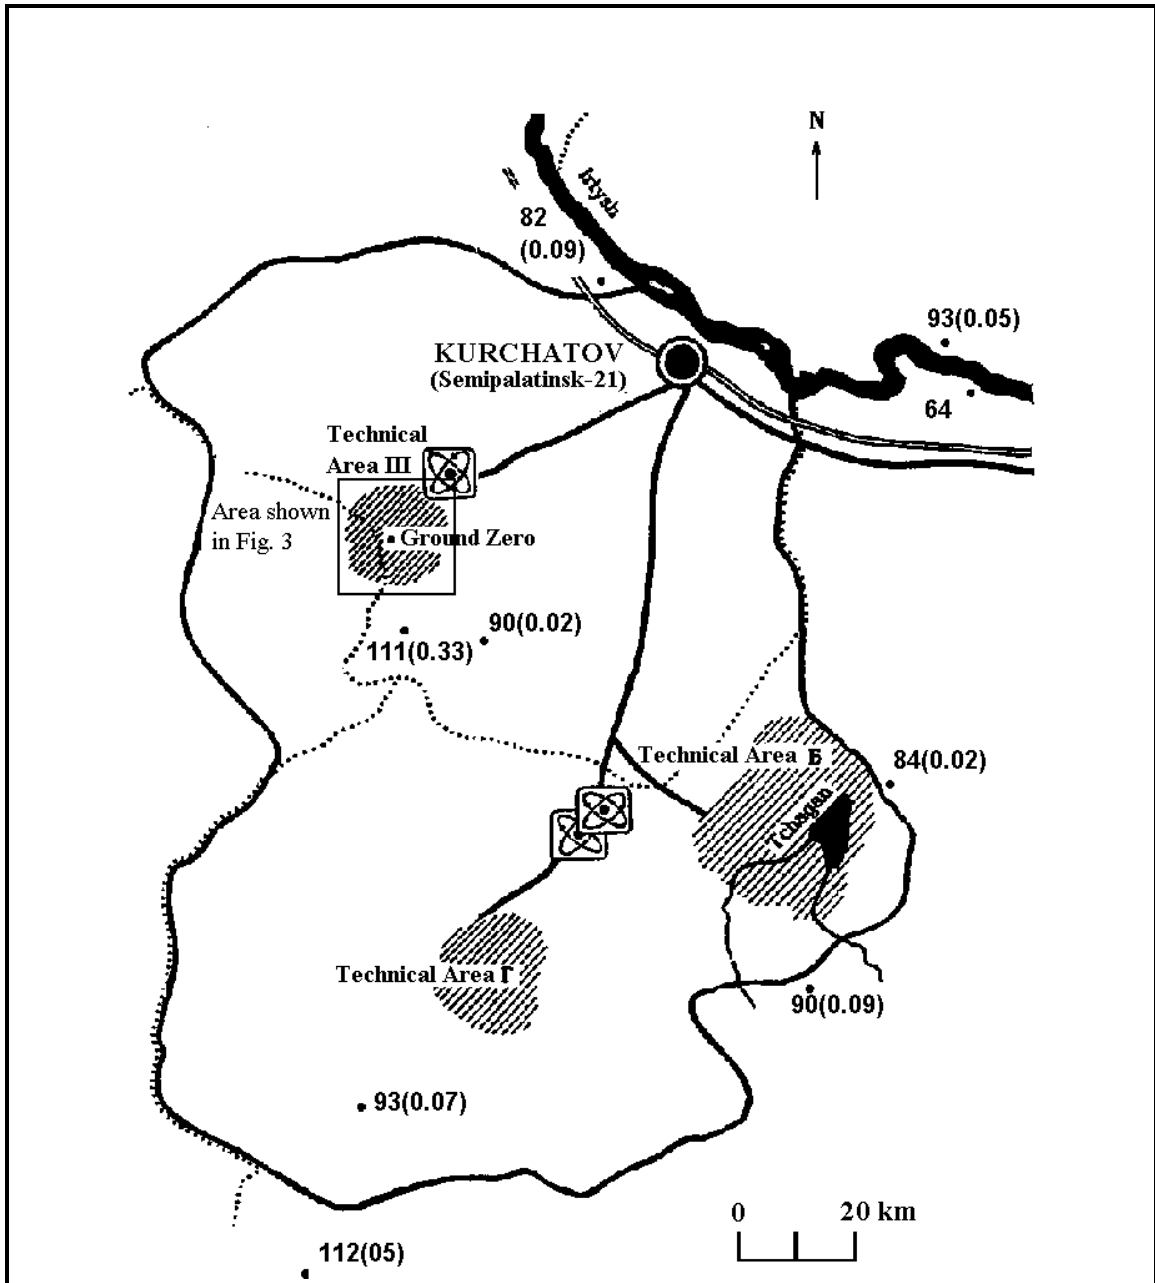 N
Irtysh
82
(0.09)
93(0.05)
KURCHATOV
(Semipalatinsk-21)
64
Technical
Area III
Area shown
in Fig. 3
Ground Zero
90(0.02)
111(0.33)
Technical Area Б
84(0.02)
Tchagan
Technical Area Г
90(0.09)
93(0.07)
0 20 km
112(05)